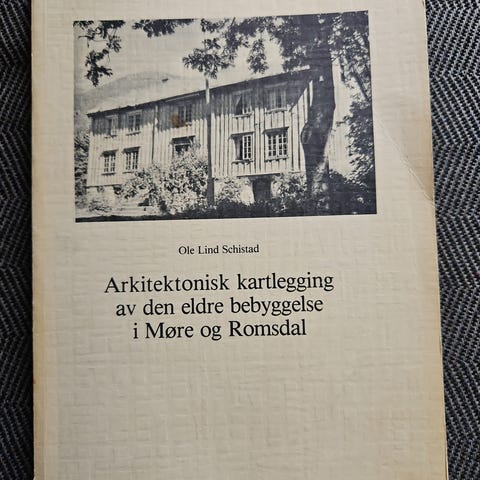 Ole Lind Schistad
Arkitektonisk kartlegging
av den eldre bebyggelse
i Møre og Romsdal